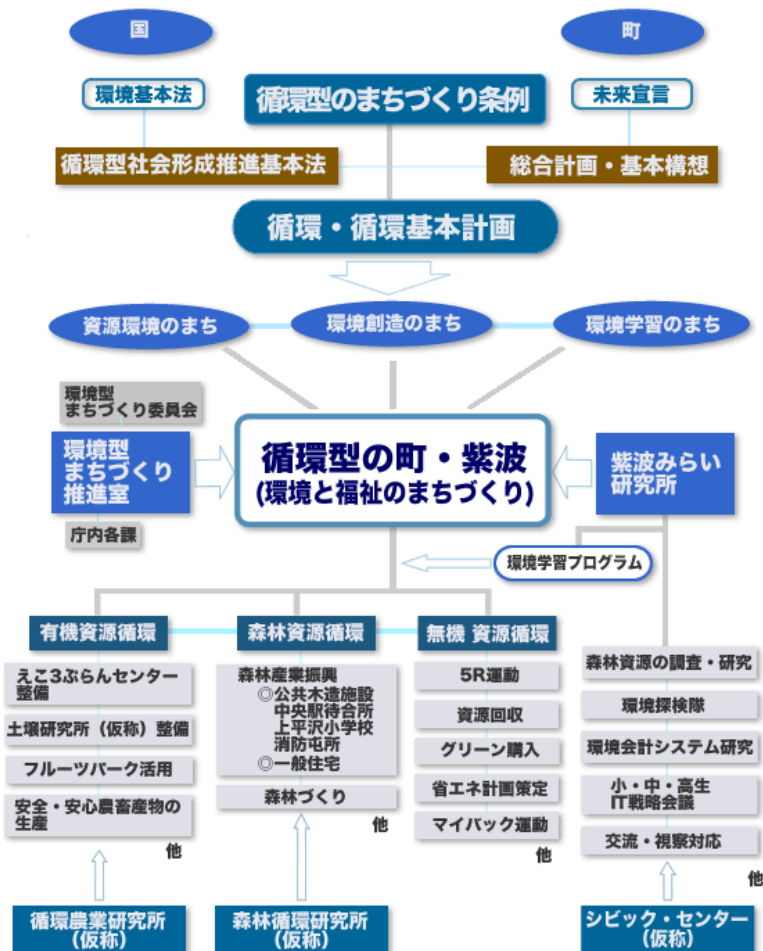 国
町
環境基本法
循環型のまちづくり条例
未来宣言
循環型社会形成推進基本法
総合計画・基本構想
循環・循環基本計画
資源環境のまち
環境創造のまち
環境学習のまち
環境型
まちづくり委員会
環境型
まちづくり
推進室
庁内各課
循環型の町・紫波
(環境と福祉のまちづくり)
紫波みらい
研究所
環境学習プログラム
有機資源循環
えこ3ぷらんセンター
整備
土壌研究所（仮称）整備
フルーツパーク活用
安全・安心農畜産物の
生産
他
循環農業研究所
（仮称）
森林資源循環
森林産業振興
◎公共木造施設
中央駅待合所
上平沢小学校
消防屯所
◎一般住宅
森林づくり
他
森林循環研究所
（仮称）
無機 資源循環
5R運動
資源回収
グリーン購入
省エネ計画策定
マイバック運動
他
森林資源の調査・研究
環境探検隊
環境会計システム研究
小・中・高生
IT戦略会議
交流・視察対応
他
シビック・センター
（仮称）